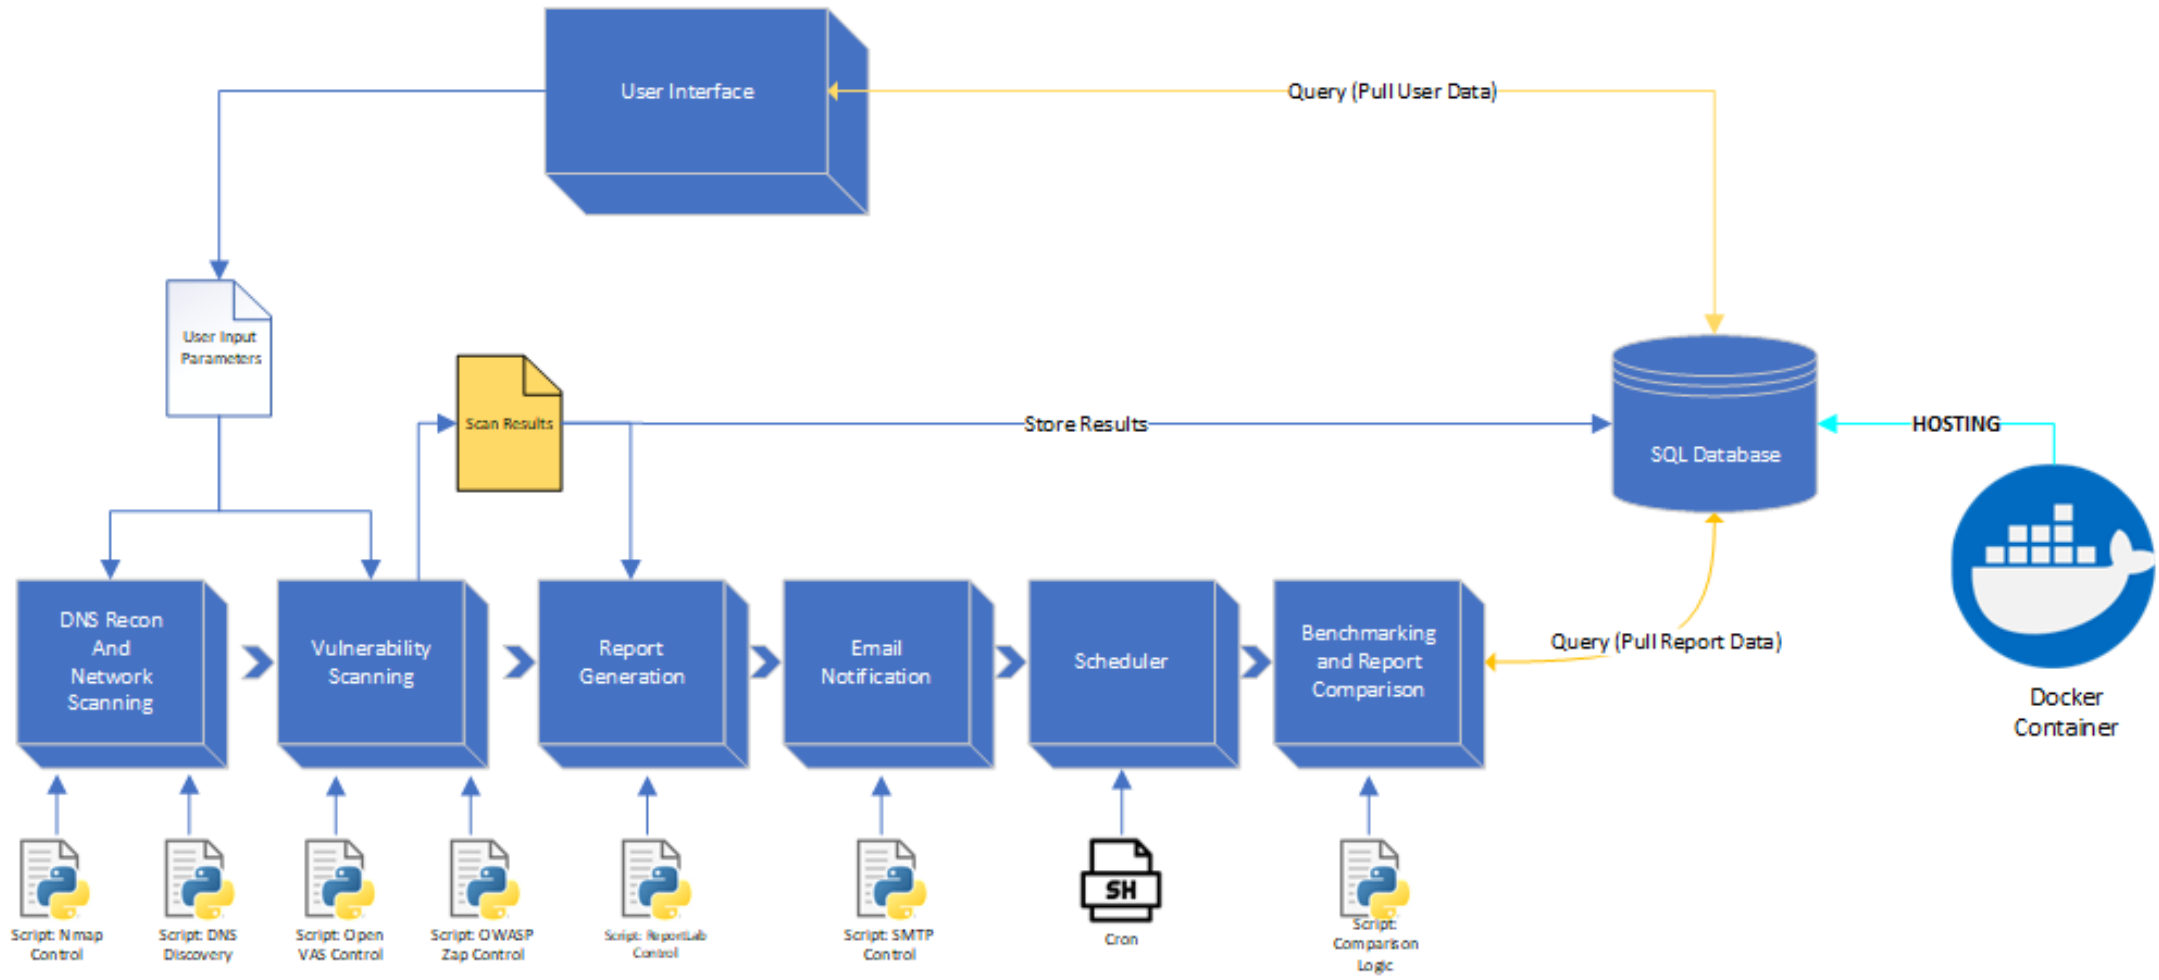 User Interface
Query (Pull User Data)
User Input
Parameters
Scan Results
Store Results
SQL Database
HOSTING
DNS Recon
And
Network
Scanning
Vulnerability
Scanning
Report
Generation
Email
Notification
Scheduler
Benchmarking
and Report
Comparison
Query (Pull Report Data)
Docker
Container
Script: Nmap
Control
Script: DNS
Discovery
Script: Open
VAS Control
Script: OWASP
Zap Control
Script: ReportLab
Control
Script: SMTP
Control
SH
Cron
Script:
Comparison
Logic